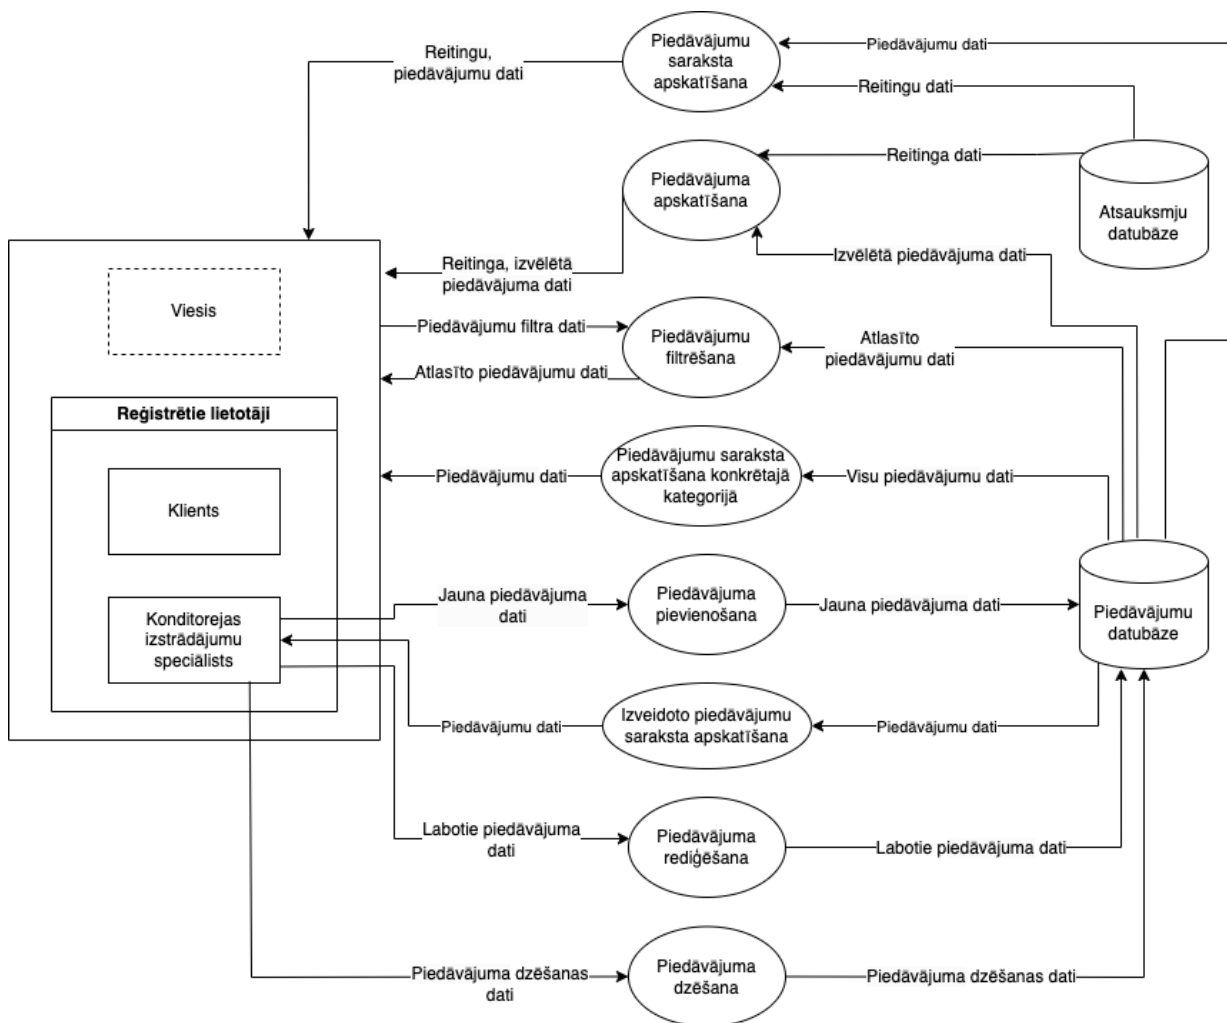 Piedāvājumu
saraksta
apskatīšana
Piedāvājumu dati
Reitingu,
piedāvājumu dati
Reitingu dati
Piedāvājuma
apskatīšana
Reitinga dati
Atsauksmju
datubāze
Izvēlētā piedāvājuma dati
Reitinga, izvēlētā
piedāvājuma dati
Viesis
Piedāvājumu filtra dati
Piedāvājumu
filtrēšana
Atlasīto
piedāvājumu dati
Atlasīto piedāvājumu dati
Reģistrētie lietotāji
Piedāvājumu saraksta
apskatīšana konkrētajā
kategorijā
Piedāvājumu dati
Visu piedāvājumu dati
Klients
Konditorejas
izstrādājumu
speciālists
Jauna piedāvājuma
dati
Piedāvājuma
pievienošana
Jauna piedāvājuma dati
Piedāvājumu
datubāze
Izveidoto piedāvājumu
saraksta apskatīšana
Piedāvājumu dati
Piedāvājumu dati
Labotie piedāvājuma
dati
Piedāvājuma
rediģēšana
Labotie piedāvājuma dati
Piedāvājuma dzēšanas
dati
Piedāvājuma
dzēšana
Piedāvājuma dzēšanas dati